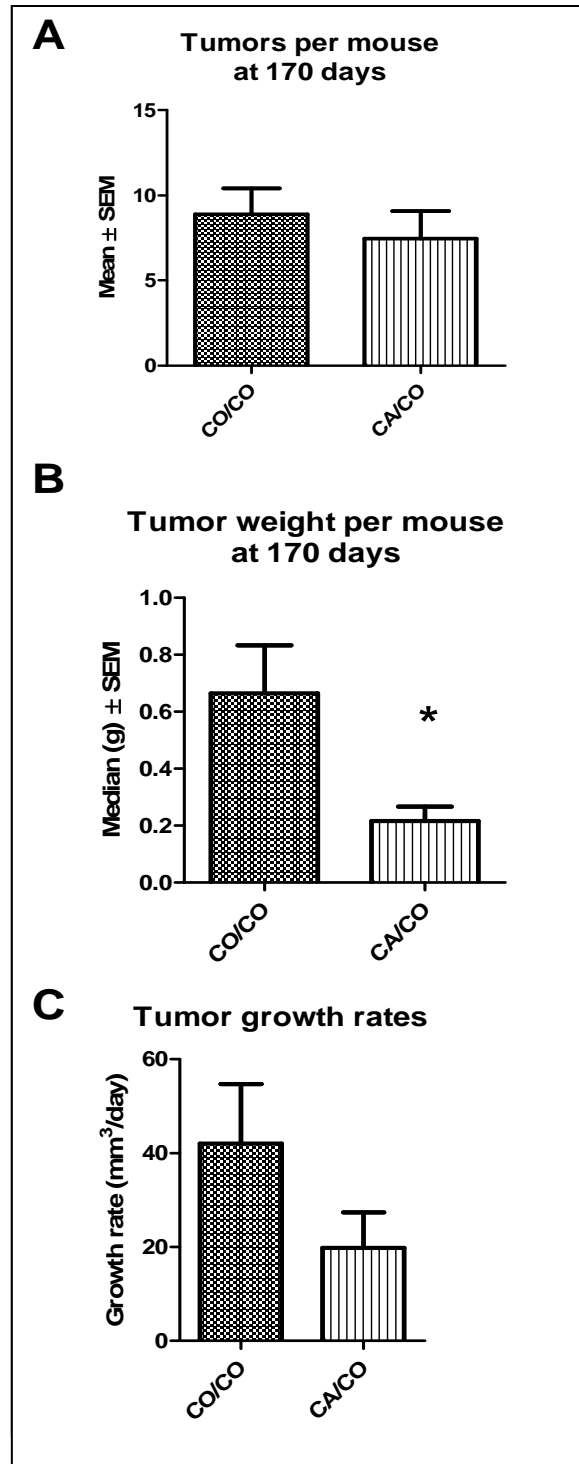 A
Tumors per mouse
at 170 days
Mean ± SEM
15
10
5
0
CO/CO
CA/CO
B
Tumor weight per mouse
at 170 days
Median (g) ± SEM
1.0
0.8
0.6
0.4
0.2
0.0
*
CO/CO
CA/CO
C
Tumor growth rates
Growth rate (mm³/day)
60
40
20
0
CO/CO
CA/CO